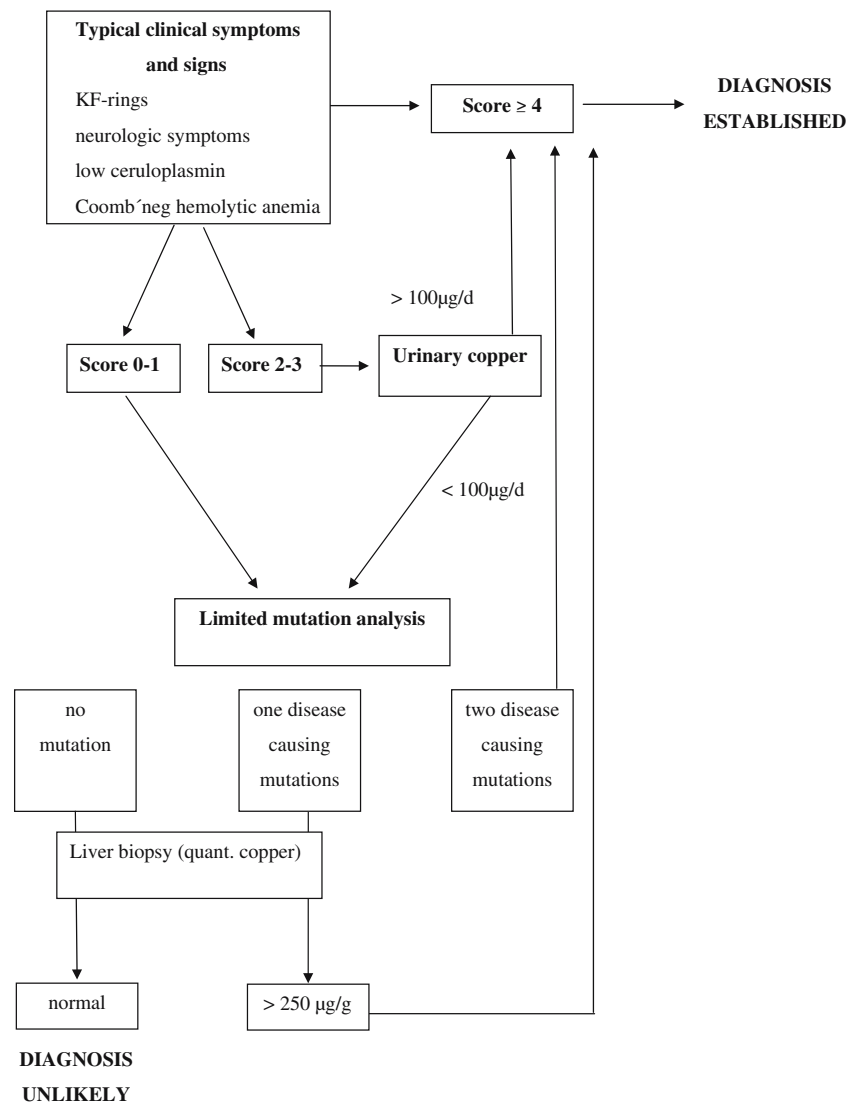 Typical clinical symptoms
and signs
KF-rings
neurologic symptoms
low ceruloplasmin
Coomb´neg hemolytic anemia
Score ≥ 4
DIAGNOSIS
ESTABLISHED
> 100µg/d
Score 0-1
Score 2-3
Urinary copper
< 100µg/d
Limited mutation analysis
no
mutation
one disease
causing
mutations
two disease
causing
mutations
Liver biopsy (quant. copper)
normal
> 250 µg/g
DIAGNOSIS
UNLIKELY